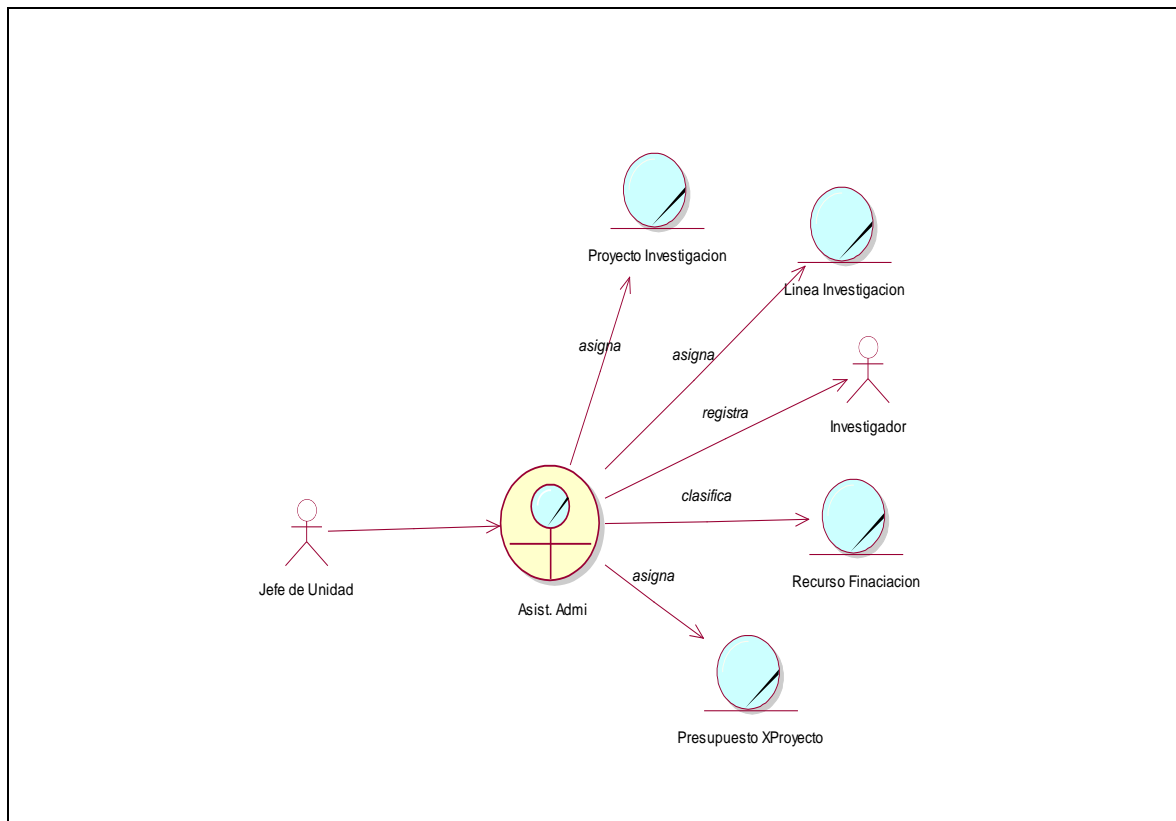 Proyecto Investigacion
Linea Investigacion
asigna
asigna
registra
Investigador
clasifica
Jefe de Unidad
asigna
Recurso Finaciacion
Asist. Admi
Presupuesto XProyecto